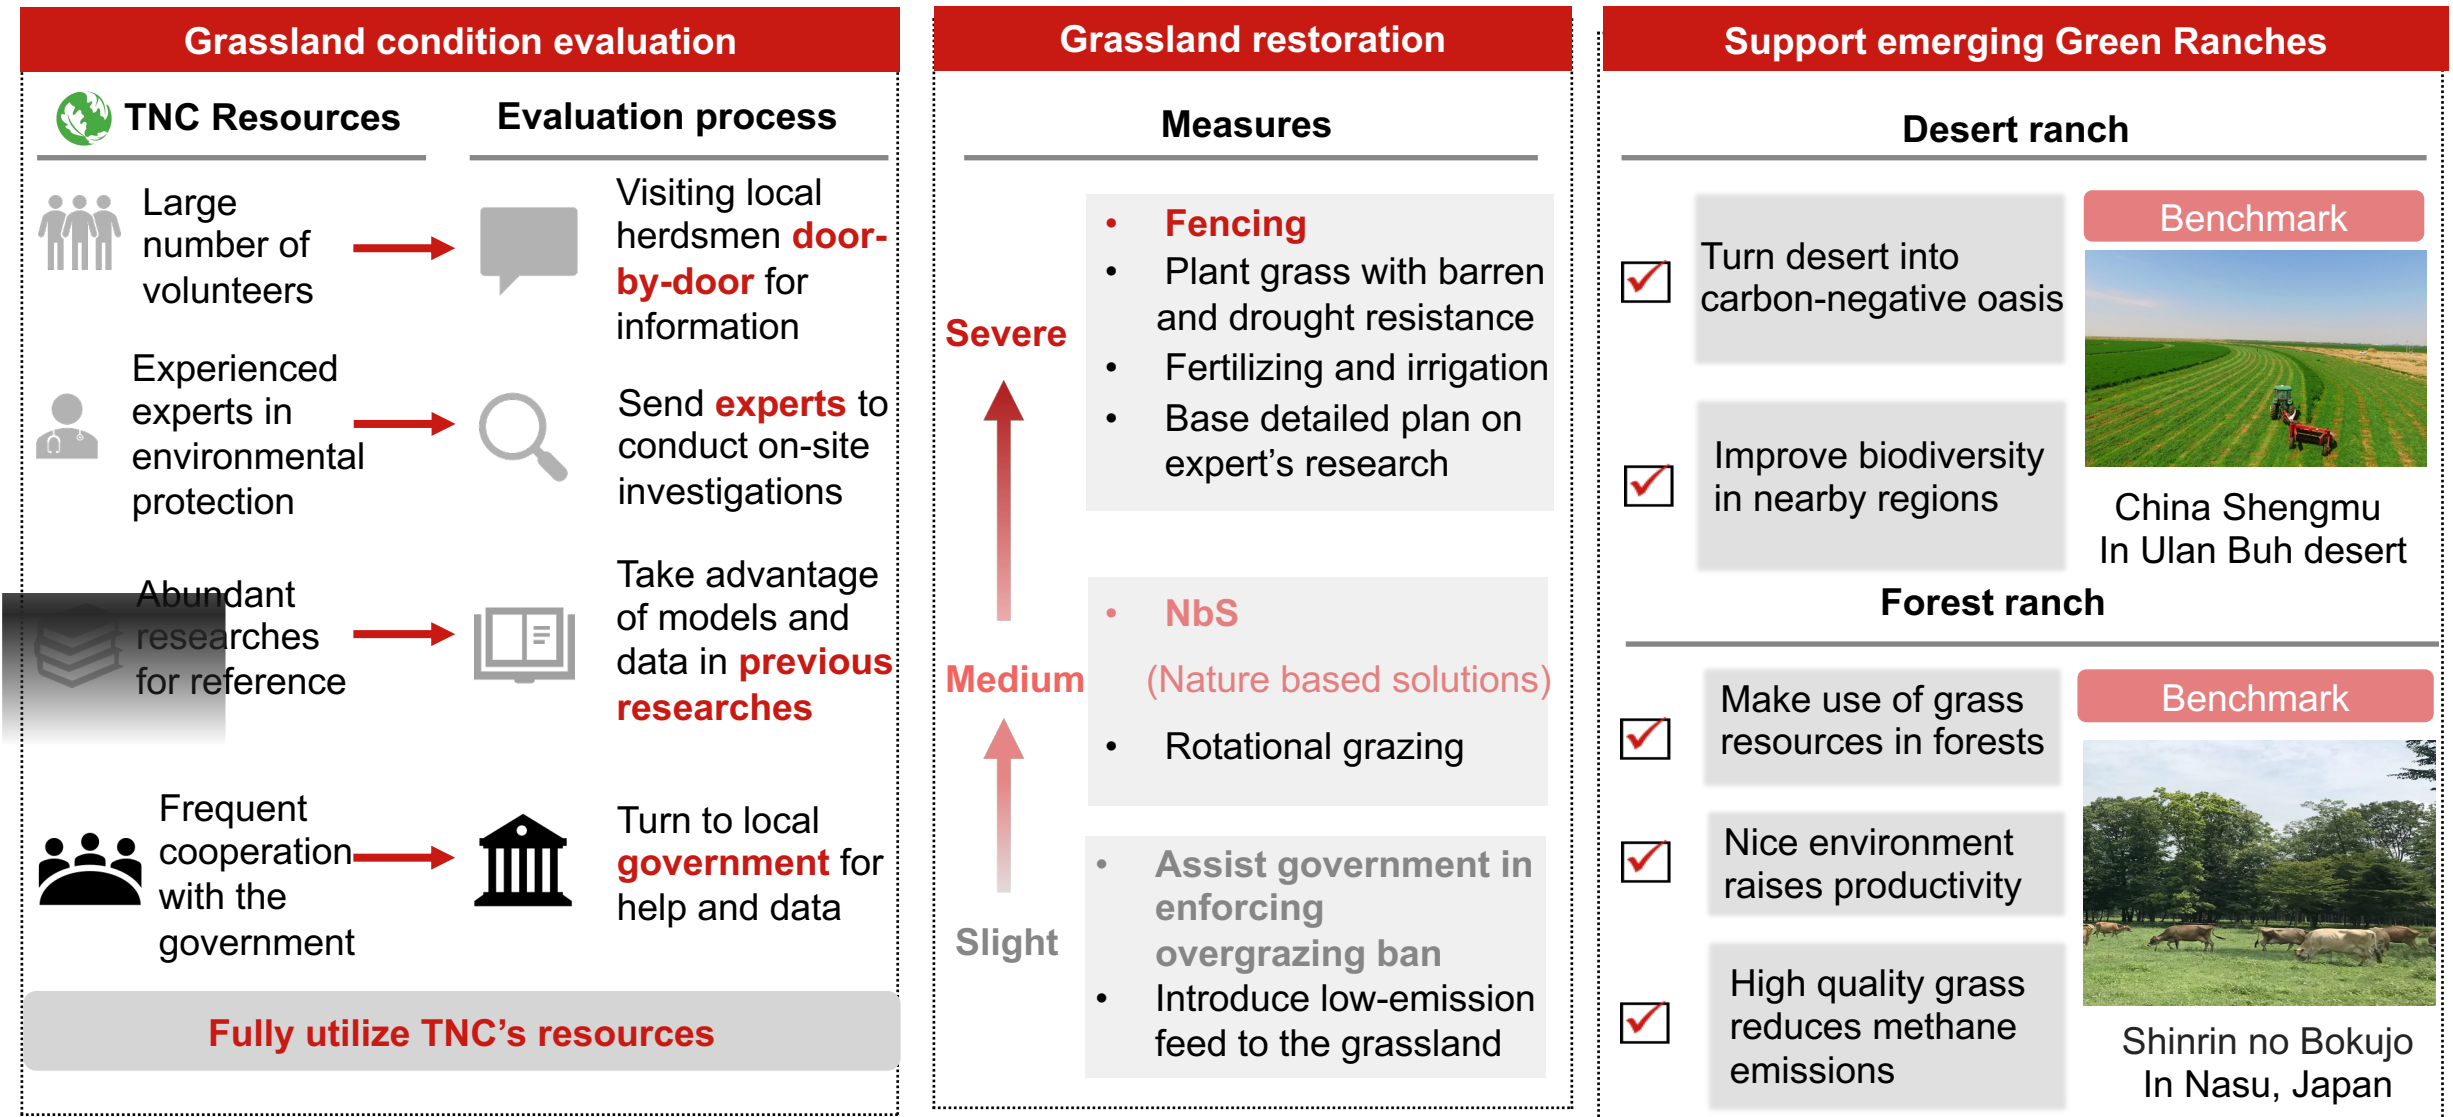 Grassland condition evaluation
TNC Resources
Evaluation process
Large
number of
volunteers
Visiting local
herdsmen door-
by-door for
information
Experienced
experts in
environmental
protection
Send experts to
conduct on-site
investigations
Abundant
researches
for reference
Take advantage
of models and
data in previous
researches
Frequent
cooperation
with the
government
Turn to local
government for
help and data
Fully utilize TNC's resources
Grassland restoration
Measures
Severe
• Fencing
• Plant grass with barren
and drought resistance
• Fertilizing and irrigation
• Base detailed plan on
expert's research
Medium
• NbS
(Nature based solutions)
• Rotational grazing
Slight
• Assist government in
enforcing
overgrazing ban
• Introduce low-emission
feed to the grassland
Support emerging Green Ranches
Desert ranch
Turn desert into
carbon-negative oasis
Improve biodiversity
in nearby regions
Benchmark
China Shengmu
In Ulan Buh desert
Forest ranch
Make use of grass
resources in forests
Nice environment
raises productivity
High quality grass
reduces methane
emissions
Benchmark
Shinrin no Bokujo
In Nasu, Japan